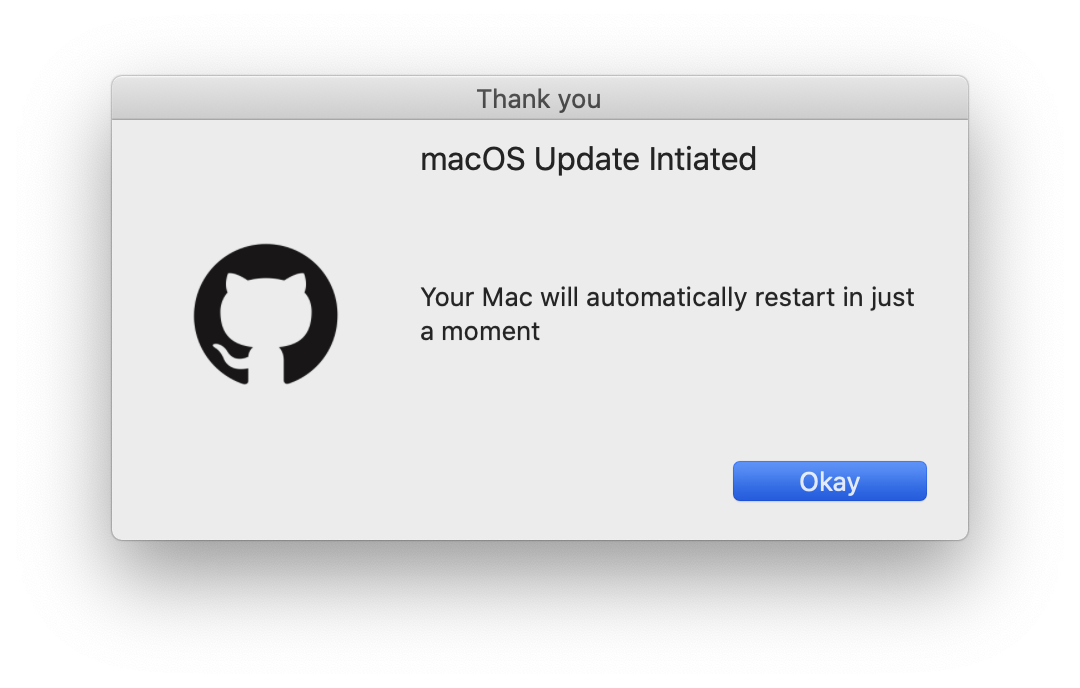 Thank you
macOS Update Intiated
Your Mac will automatically restart in just
a moment
Okay